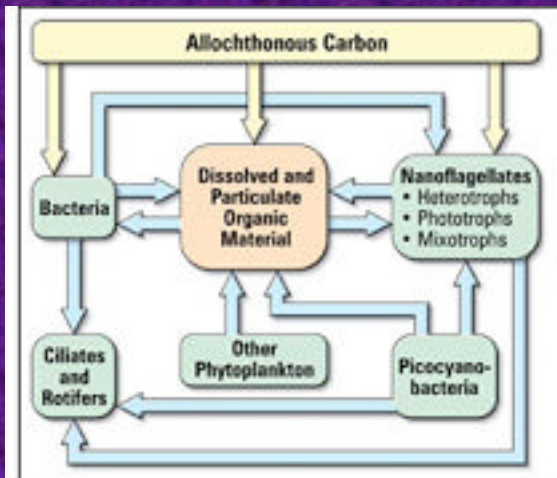 Allochthonous Carbon
Bacteria
Dissolved and
Particulate
Organic
Material
Nanoflagellates
• Heterotrophs
• Phototrophs
• Mixotrophs
Ciliates
and
Rotifers
Other
Phytoplankton
Picocyano-
bacteria